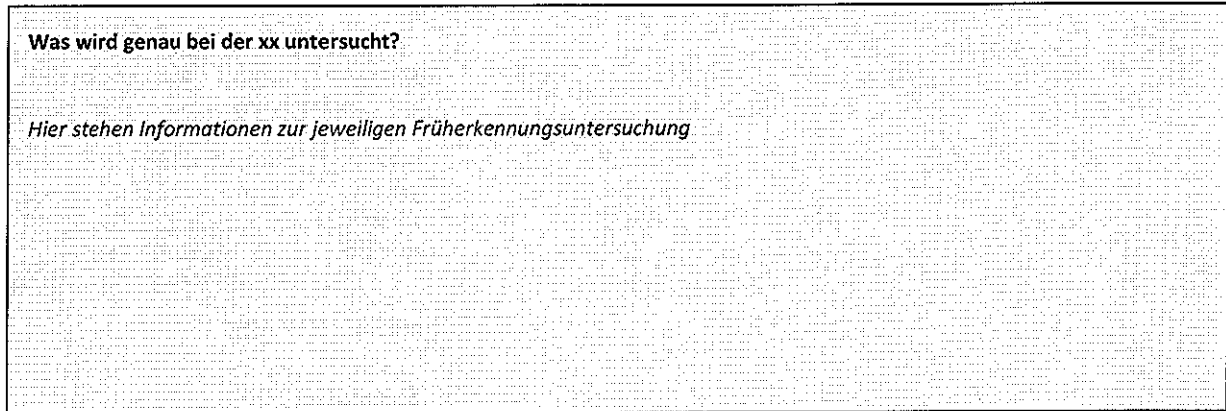 Was wird genau bei der xx untersucht?
Hier stehen Informationen zur jeweiligen Früherkennungsuntersuchung